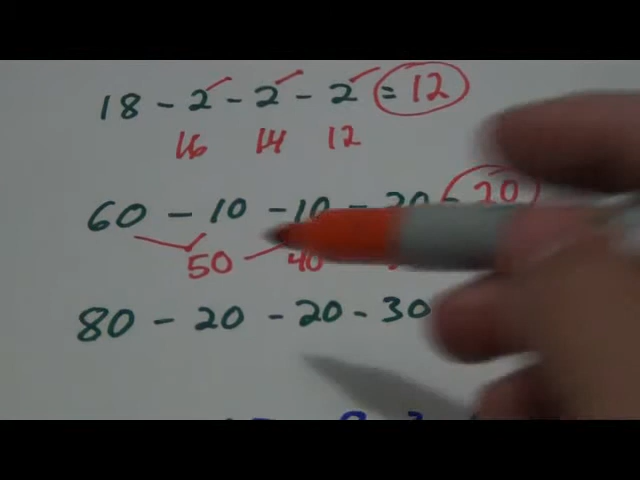 18 - 2 - 2 - 2 = 12
16 14 12
60 - 10 - 10 - 20 = 20
50 40
80 - 20 - 20 - 30